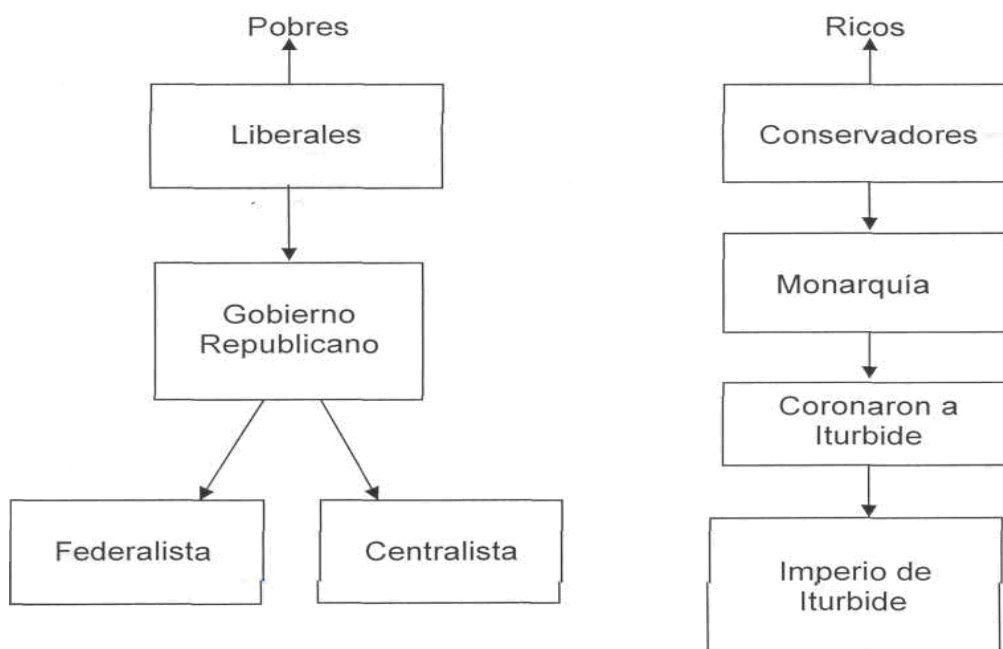 Pobres
Liberales
Gobierno
Republicano
Federalista
Centralista
Ricos
Conservadores
Monarquía
Coronaron a
Iturbide
Imperio de
Iturbide